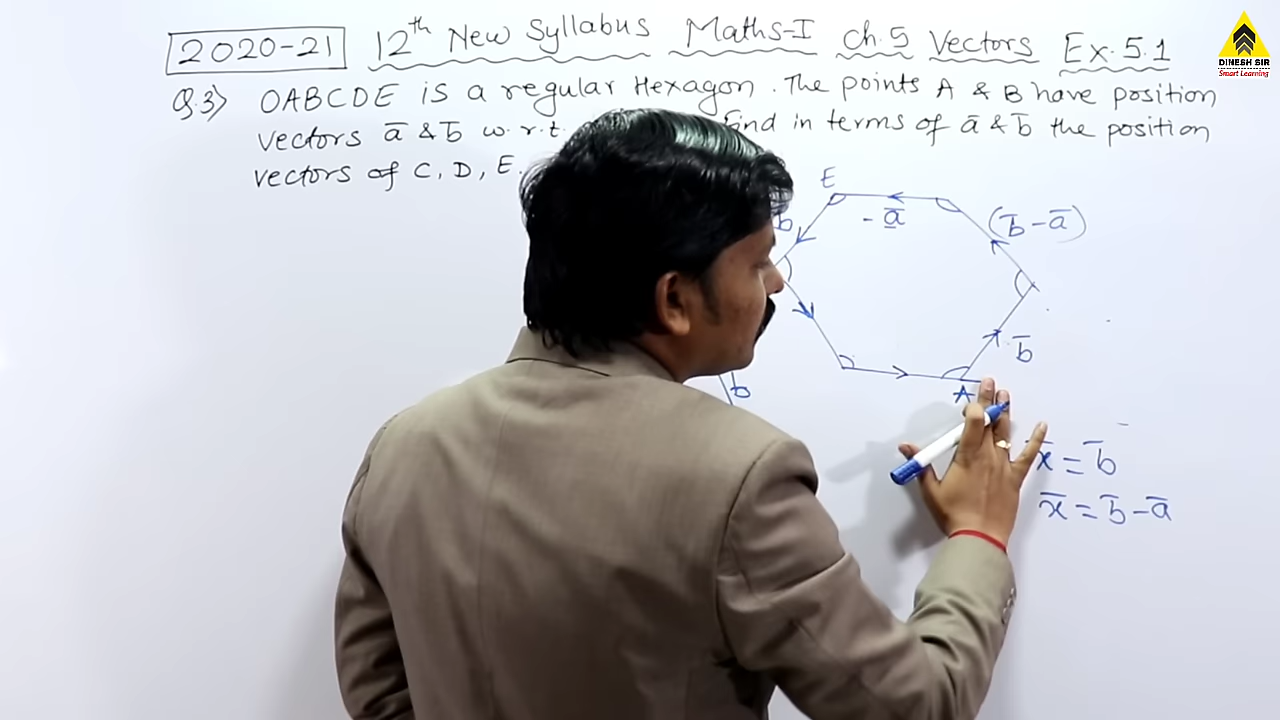 2020-21 12th New Syllabus Maths-I Ch.5 Vectors Ex.5.1
DINESH SIR
Smart Learning
Q.3) OABCDE is a regular Hexagon. The points A & B have position
vectors a̅ & b̅ w.r.t. Find in terms of a̅ & b̅ the position
vectors of C, D, E.
E
-a̅
(b̅-a̅)
b
b̅
A
b
x̅ = b̅
x̅ = b̅-a̅